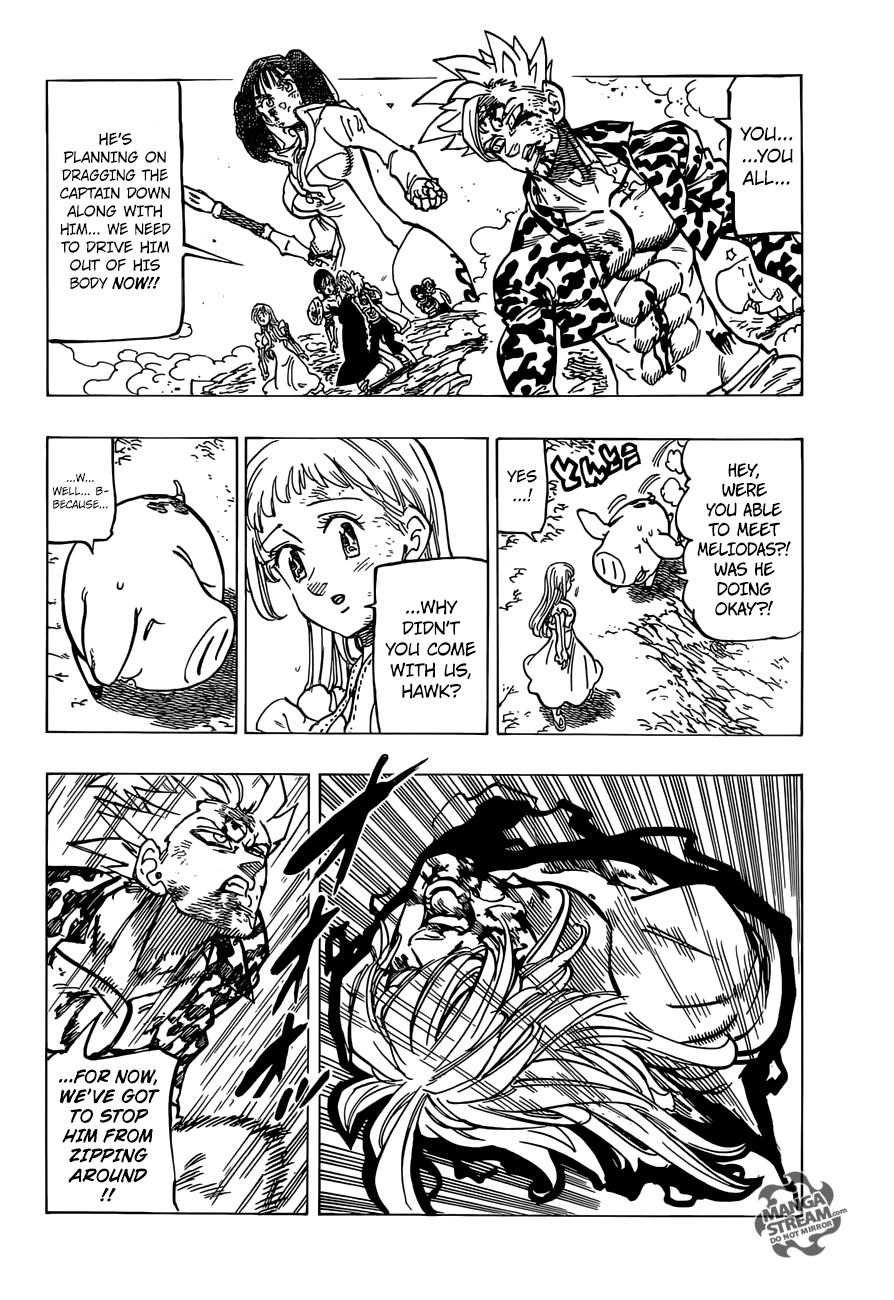 YOU...
...YOU
ALL...
HE'S
PLANNING ON
DRAGGING THE
CAPTAIN DOWN
ALONG WITH
HIM... WE NEED
TO DRIVE HIM
OUT OF HIS
BODY NOW!!
HEY,
WERE
YOU ABLE
TO MEET
MELIODAS?!
WAS HE
DOING
OKAY?!
YES
...!
...WHY
DIDN'T
YOU COME
WITH US,
HAWK?
...W...
WELL... B-
BECAUSE...
...FOR NOW,
WE'VE GOT
TO STOP
HIM FROM
ZIPPING
AROUND
!!
MANGA
STREAM.com
DO NOT MIRROR